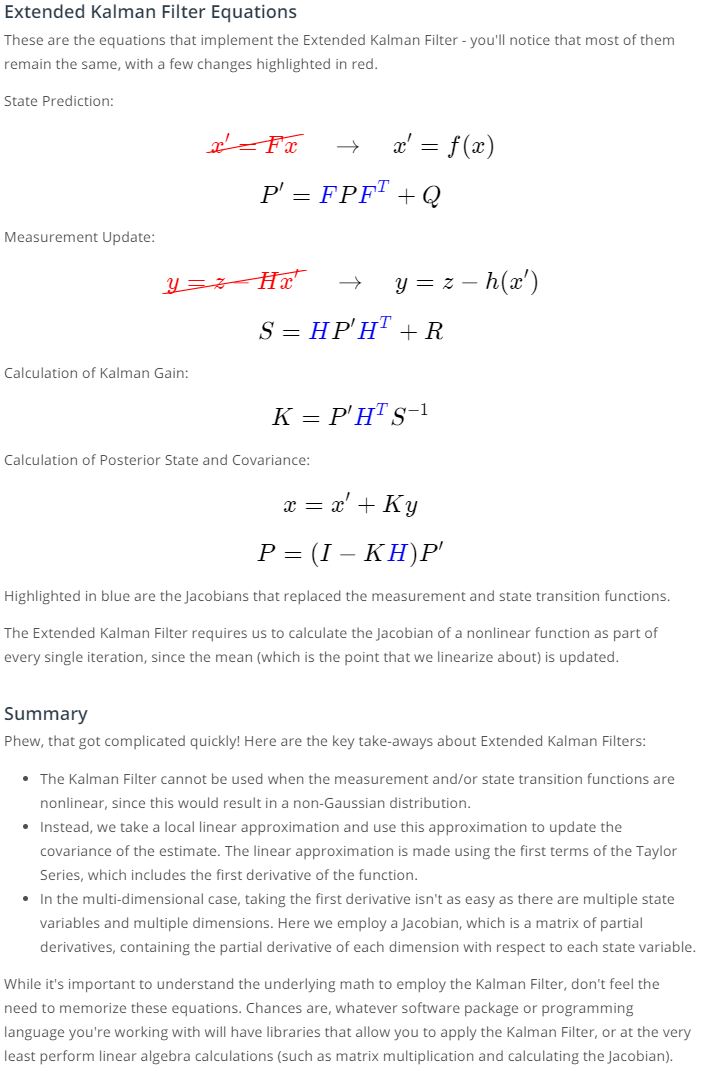 Extended Kalman Filter Equations
These are the equations that implement the Extended Kalman Filter - you'll notice that most of them
remain the same, with a few changes highlighted in red.
State Prediction:
x' = Fx → x' = f(x)
P' = FPFᵀ + Q
Measurement Update:
y = z − Hx' → y = z − h(x')
S = HP'Hᵀ + R
Calculation of Kalman Gain:
K = P'HᵀS⁻¹
Calculation of Posterior State and Covariance:
x = x' + Ky
P = (I − KH)P'
Highlighted in blue are the Jacobians that replaced the measurement and state transition functions.
The Extended Kalman Filter requires us to calculate the Jacobian of a nonlinear function as part of
every single iteration, since the mean (which is the point that we linearize about) is updated.
Summary
Phew, that got complicated quickly! Here are the key take-aways about Extended Kalman Filters:
• The Kalman Filter cannot be used when the measurement and/or state transition functions are
nonlinear, since this would result in a non-Gaussian distribution.
• Instead, we take a local linear approximation and use this approximation to update the
covariance of the estimate. The linear approximation is made using the first terms of the Taylor
Series, which includes the first derivative of the function.
• In the multi-dimensional case, taking the first derivative isn't as easy as there are multiple state
variables and multiple dimensions. Here we employ a Jacobian, which is a matrix of partial
derivatives, containing the partial derivative of each dimension with respect to each state variable.
While it's important to understand the underlying math to employ the Kalman Filter, don't feel the
need to memorize these equations. Chances are, whatever software package or programming
language you're working with will have libraries that allow you to apply the Kalman Filter, or at the very
least perform linear algebra calculations (such as matrix multiplication and calculating the Jacobian).